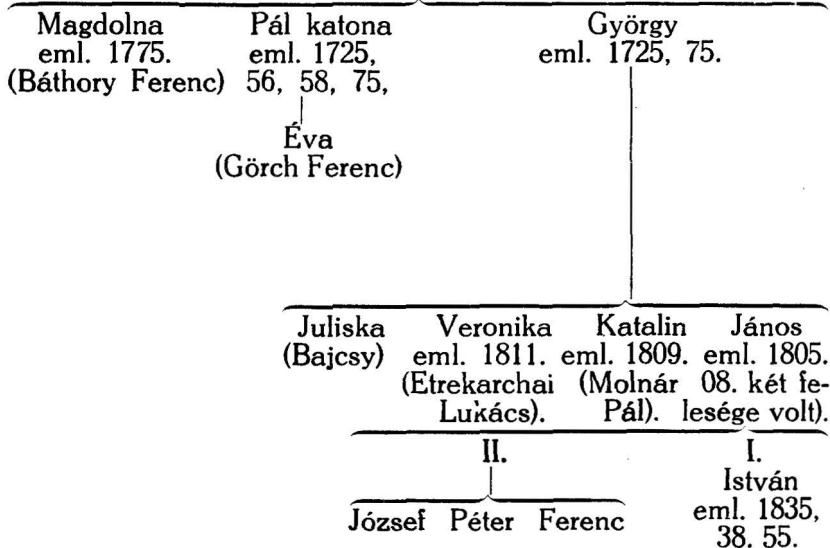 Magdolna Pál katona György
eml. 1775. eml. 1725, eml. 1725, 75.
(Báthory Ferenc) 56, 58, 75,
Éva
(Görch Ferenc)
Juliska Veronika Katalin János
(Bajcsy) eml. 1811. eml. 1809. eml. 1805.
(Etrekarchai (Molnár 08. két fe-
Lukács). Pál). lesége volt).
II. I.
István
József Péter Ferenc eml. 1835,
38. 55.